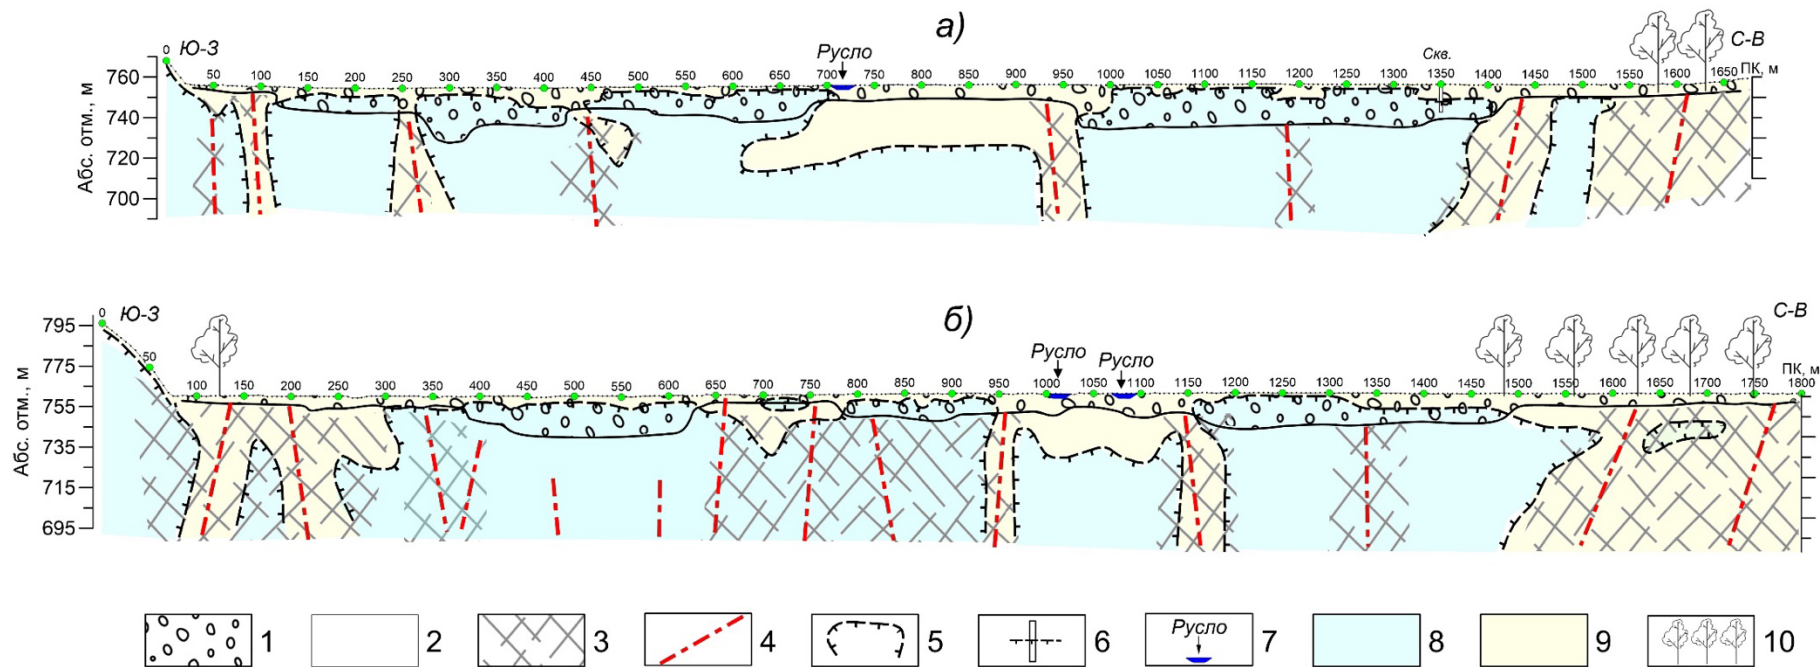 а)
Ю-З
Русло
Скв.
С-В
0 50 100 150 200 250 300 350 400 450 500 550 600 650 700 750 800 850 900 950 1000 1050 1100 1150 1200 1250 1300 1350 1400 1450 1500 1550 1600 1650 ПК, м
Абс. отм., м
760
740
720
700
б)
Ю-З
Русло
Русло
С-В
0 50 100 150 200 250 300 350 400 450 500 550 600 650 700 750 800 850 900 950 1000 1050 1100 1150 1200 1250 1300 1350 1400 1450 1500 1550 1600 1650 1700 1750 1800
ПК, м
Абс. отм., м
795
775
755
735
715
695
1 2 3 4 5 6 Русло 7 8 9 10